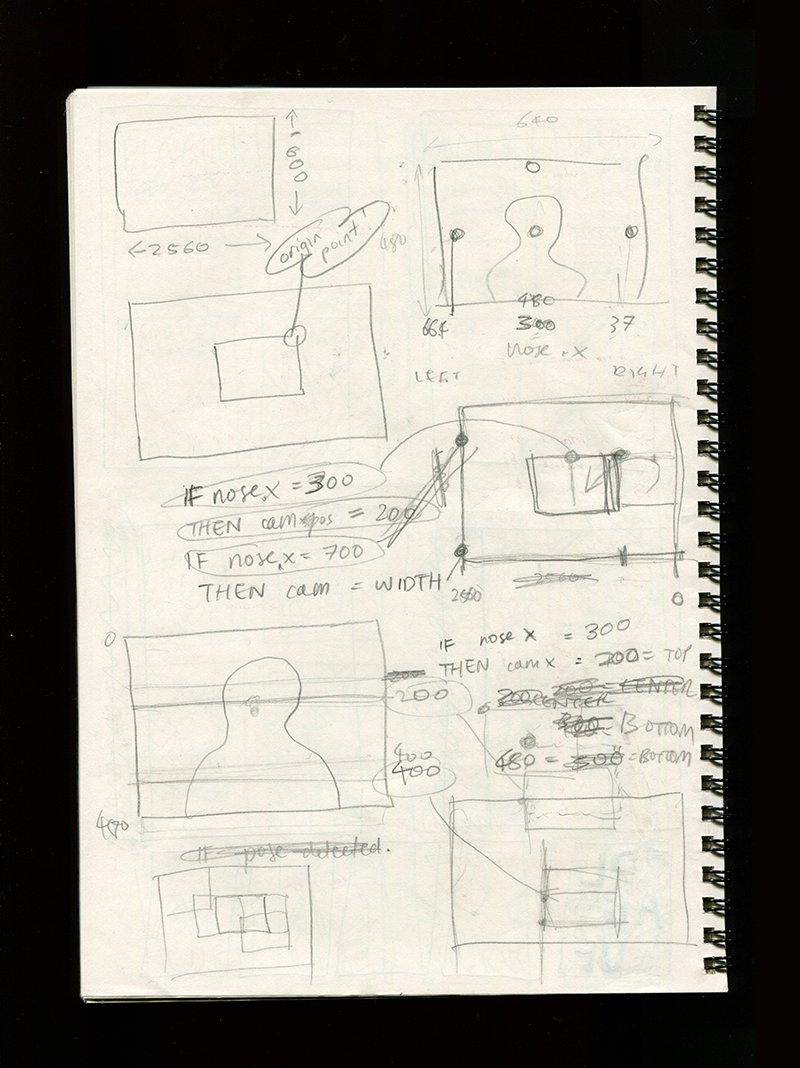 1600
←2560→
origin
point
640
480
664
480
300
37
nose.x
LEFT
RIGHT
IF nose.x = 300
THEN cam.pos = 200
IF nose.x = 700
THEN cam = WIDTH
2560
2560
0
0
480
IF nose x = 300
THEN cam x = 200 = TOP
200
200
200 = CENTER
CENTER
= BOTTOM
480 = 500 = BOTTOM
400
400
IF pose detected.